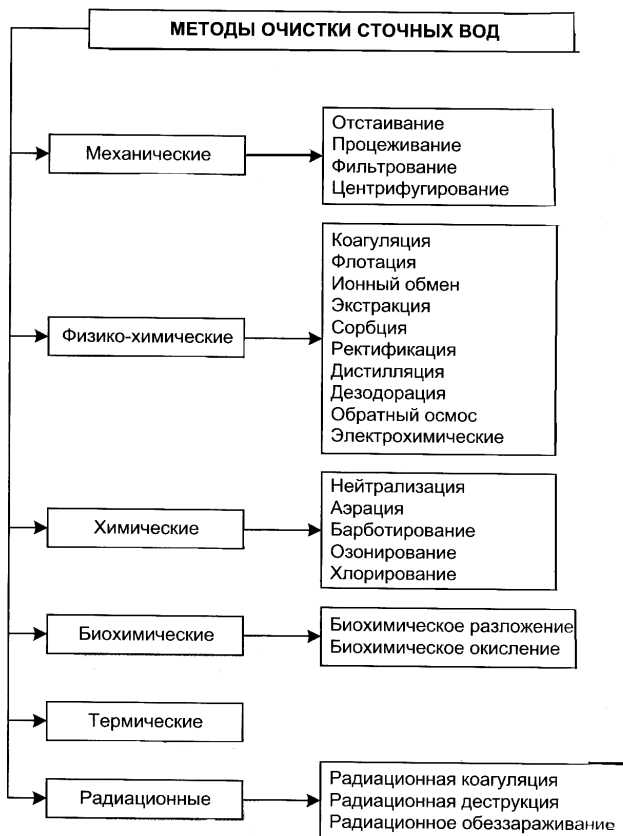 МЕТОДЫ ОЧИСТКИ СТОЧНЫХ ВОД
Механические
Отстаивание
Процеживание
Фильтрование
Центрифугирование
Физико-химические
Коагуляция
Флотация
Ионный обмен
Экстракция
Сорбция
Ректификация
Дистилляция
Дезодорация
Обратный осмос
Электрохимические
Химические
Нейтрализация
Аэрация
Барботирование
Озонирование
Хлорирование
Биохимические
Биохимическое разложение
Биохимическое окисление
Термические
Радиационные
Радиационная коагуляция
Радиационная деструкция
Радиационное обеззараживание